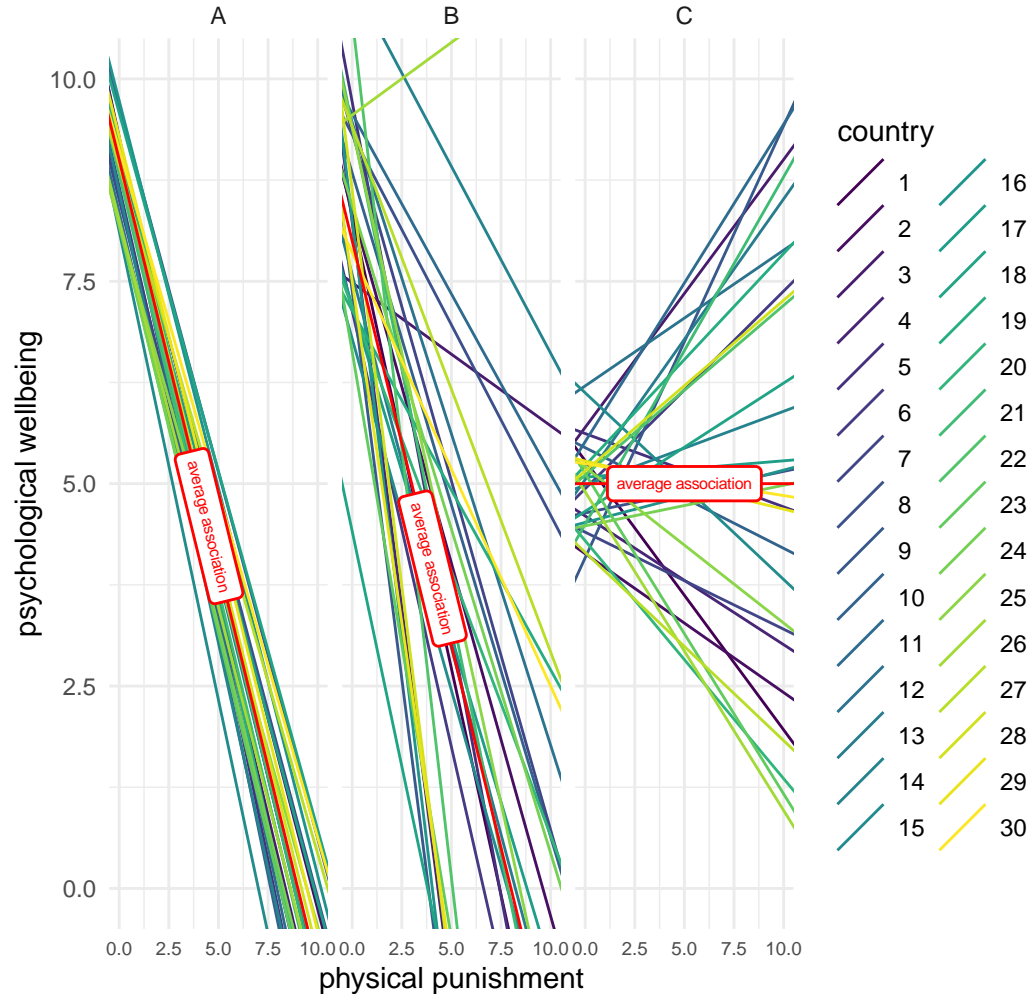 A B C
psychological wellbeing
10.0
7.5
5.0
2.5
0.0
average association
average association
average association
0.0 2.5 5.0 7.5 10.0 0.0 2.5 5.0 7.5 10.0 0.0 2.5 5.0 7.5 10.0
physical punishment
country
1 16
2 17
3 18
4 19
5 20
6 21
7 22
8 23
9 24
10 25
11 26
12 27
13 28
14 29
15 30